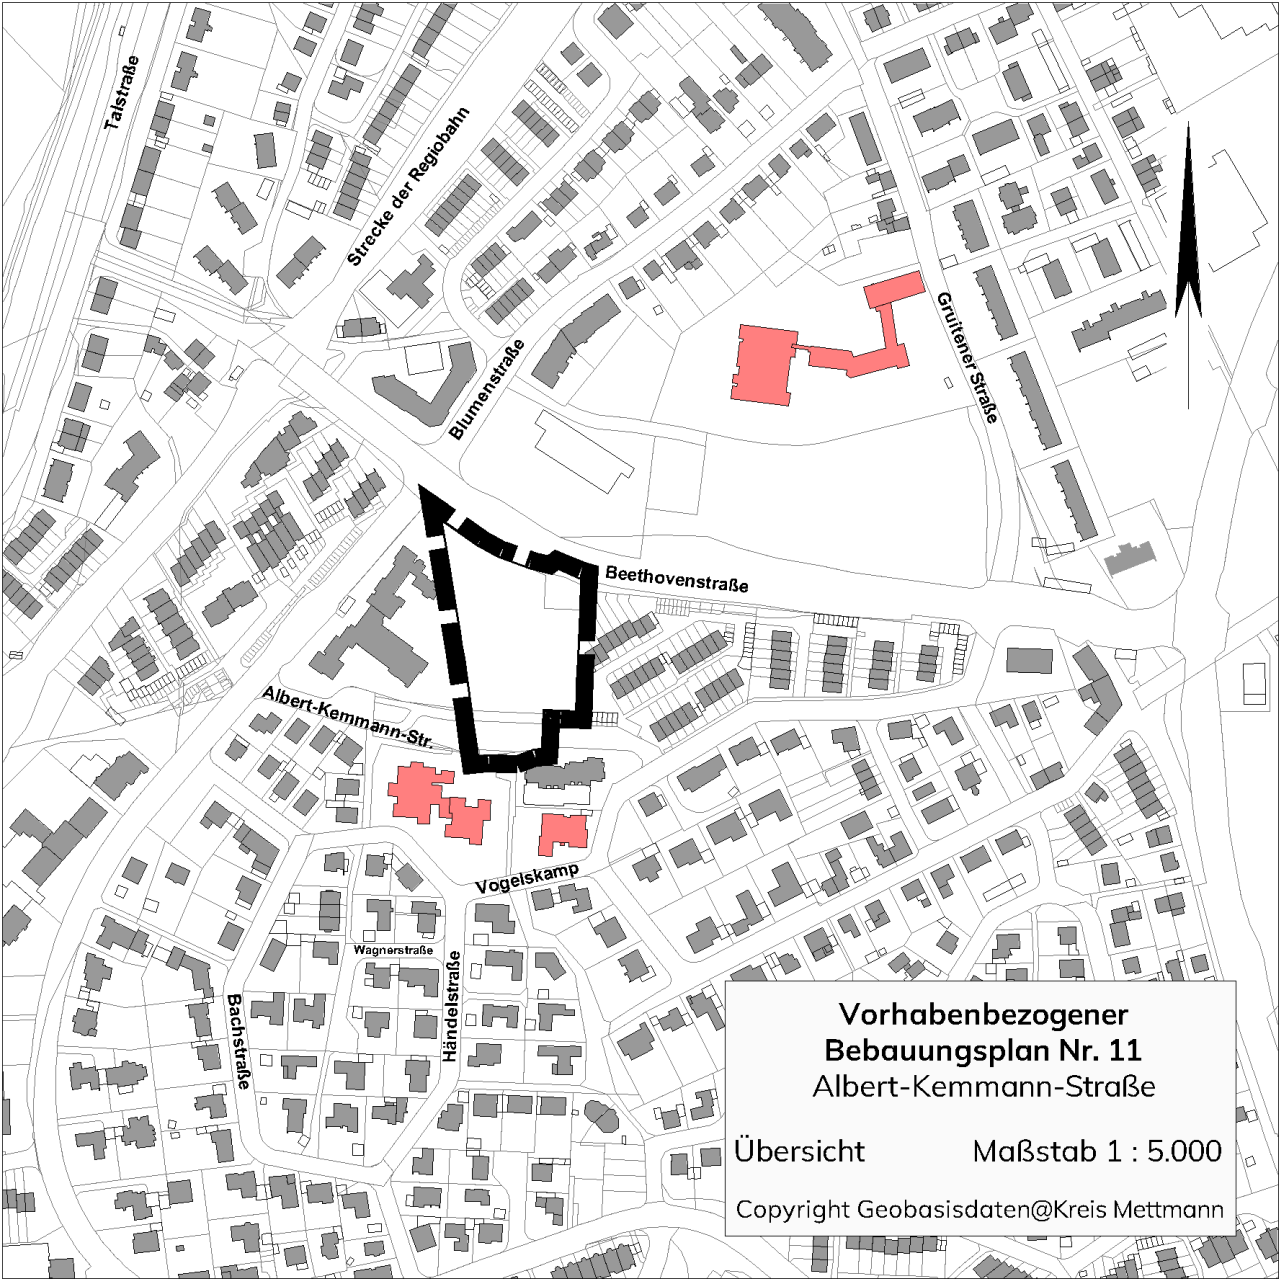 Talstraße
Strecke der Regiobahn
Blumenstraße
Gruitener Straße
Beethovenstraße
Albert-Kemmann-Str.
Vogelskamp
Wagnerstraße
Händelstraße
Bachstraße
Vorhabenbezogener
Bebauungsplan Nr. 11
Albert-Kemmann-Straße
Übersicht Maßstab 1 : 5.000
Copyright Geobasisdaten@Kreis Mettmann